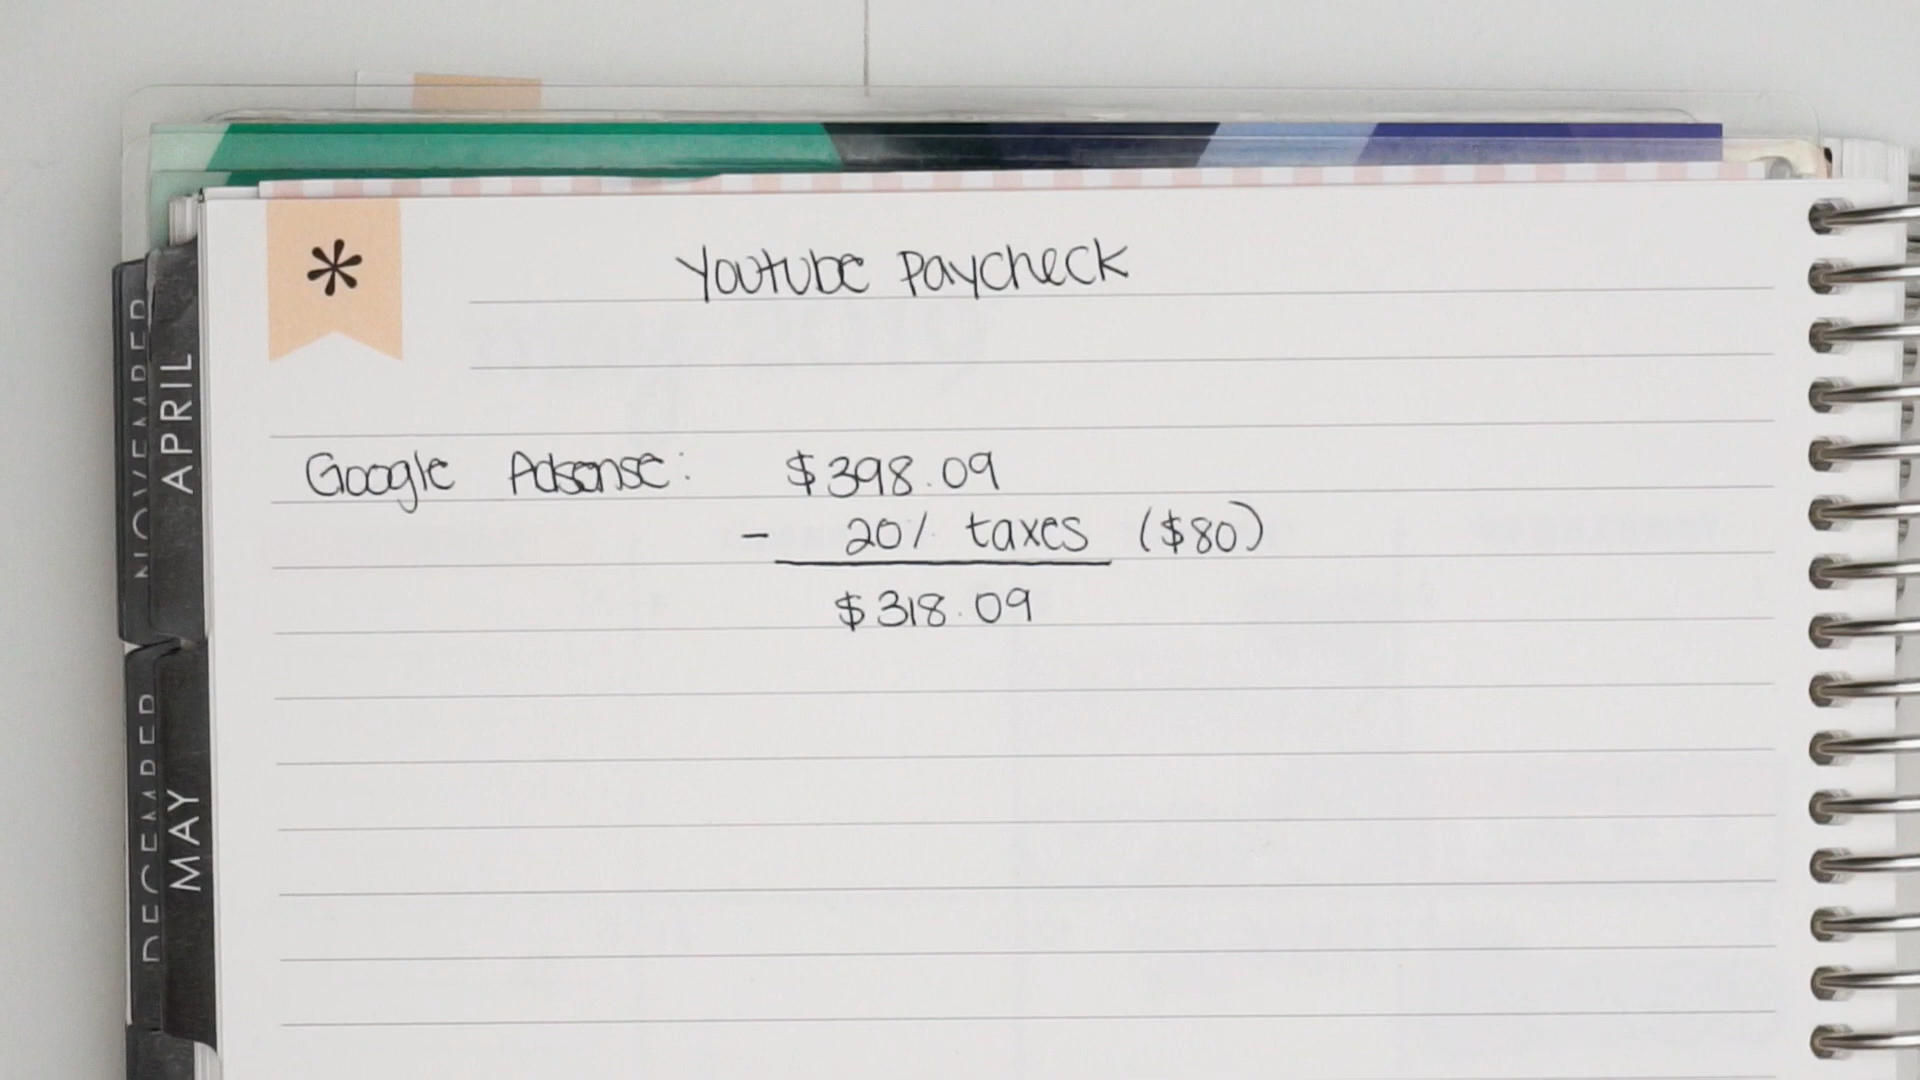 *
Youtube Paycheck
Google Adsense: $398.09
- 20% taxes ($80)
$318.09
NOVEMBER
APRIL
DECEMBER
MAY